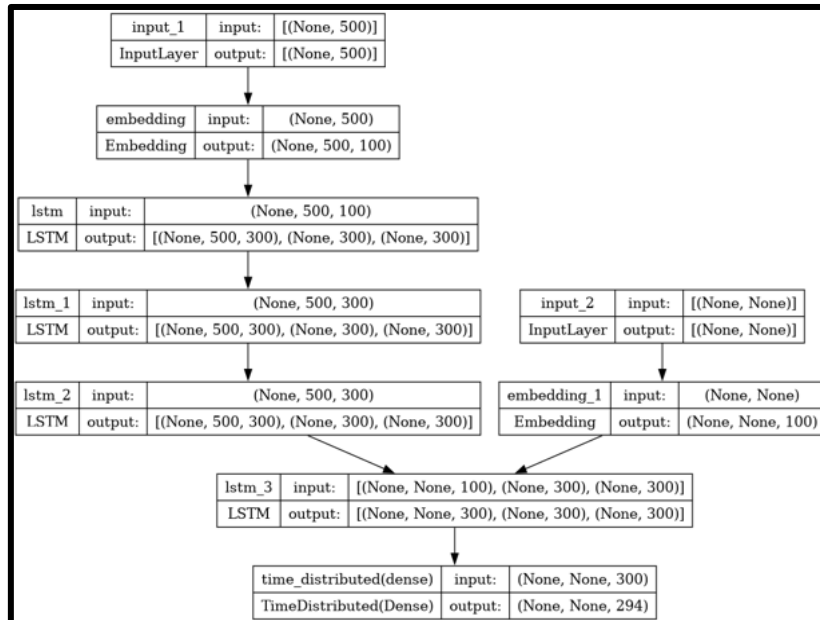 input_1 input: [(None, 500)]
InputLayer output: [(None, 500)]
embedding input: (None, 500)
Embedding output: (None, 500, 100)
lstm input: (None, 500, 100)
LSTM output: [(None, 500, 300), (None, 300), (None, 300)]
lstm_1 input: (None, 500, 300)
LSTM output: [(None, 500, 300), (None, 300), (None, 300)]
input_2 input: [(None, None)]
InputLayer output: [(None, None)]
lstm_2 input: (None, 500, 300)
LSTM output: [(None, 500, 300), (None, 300), (None, 300)]
embedding_1 input: (None, None)
Embedding output: (None, None, 100)
lstm_3 input: [(None, None, 100), (None, 300), (None, 300)]
LSTM output: [(None, None, 300), (None, 300), (None, 300)]
time_distributed(dense) input: (None, None, 300)
TimeDistributed(Dense) output: (None, None, 294)